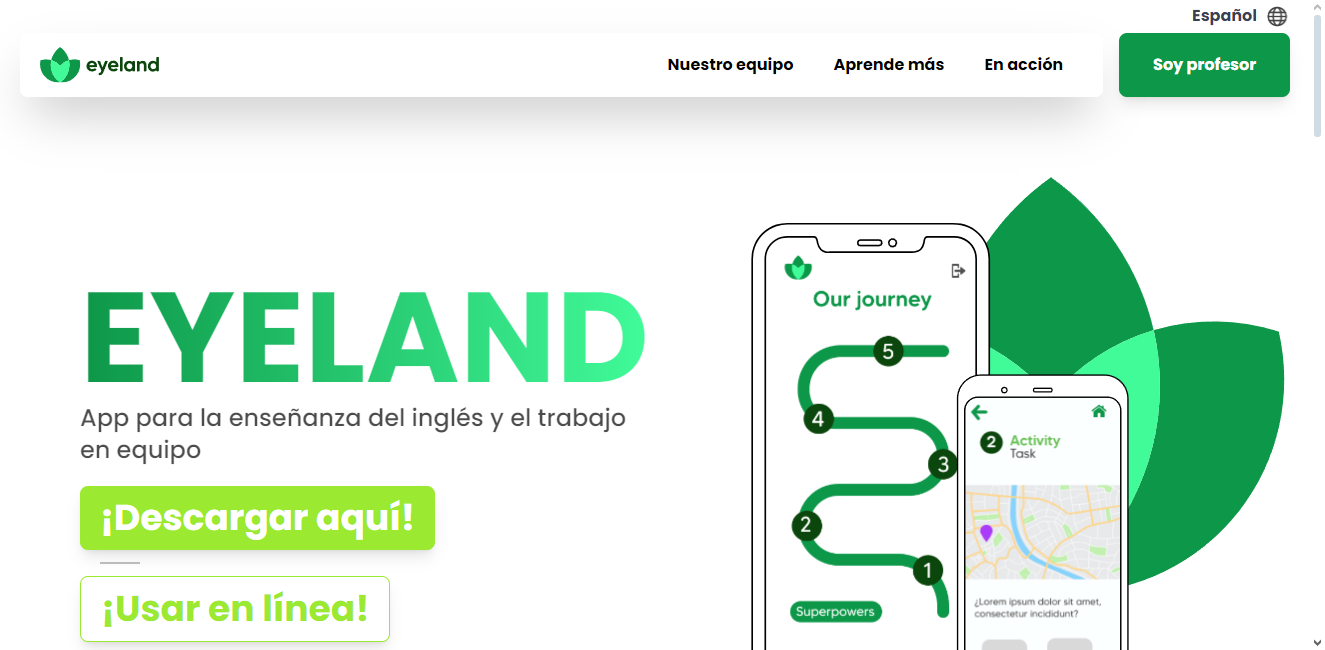 Español
eyeland
Nuestro equipo
Aprende más
En acción
Soy profesor
EYELAND
App para la enseñanza del inglés y el trabajo
en equipo
¡Descargar aquí!
¡Usar en línea!
Our journey
5
4
3
2
1
Superpowers
2
Activity
Task
¿Lorem ipsum dolor sit amet,
consectetur incididunt?